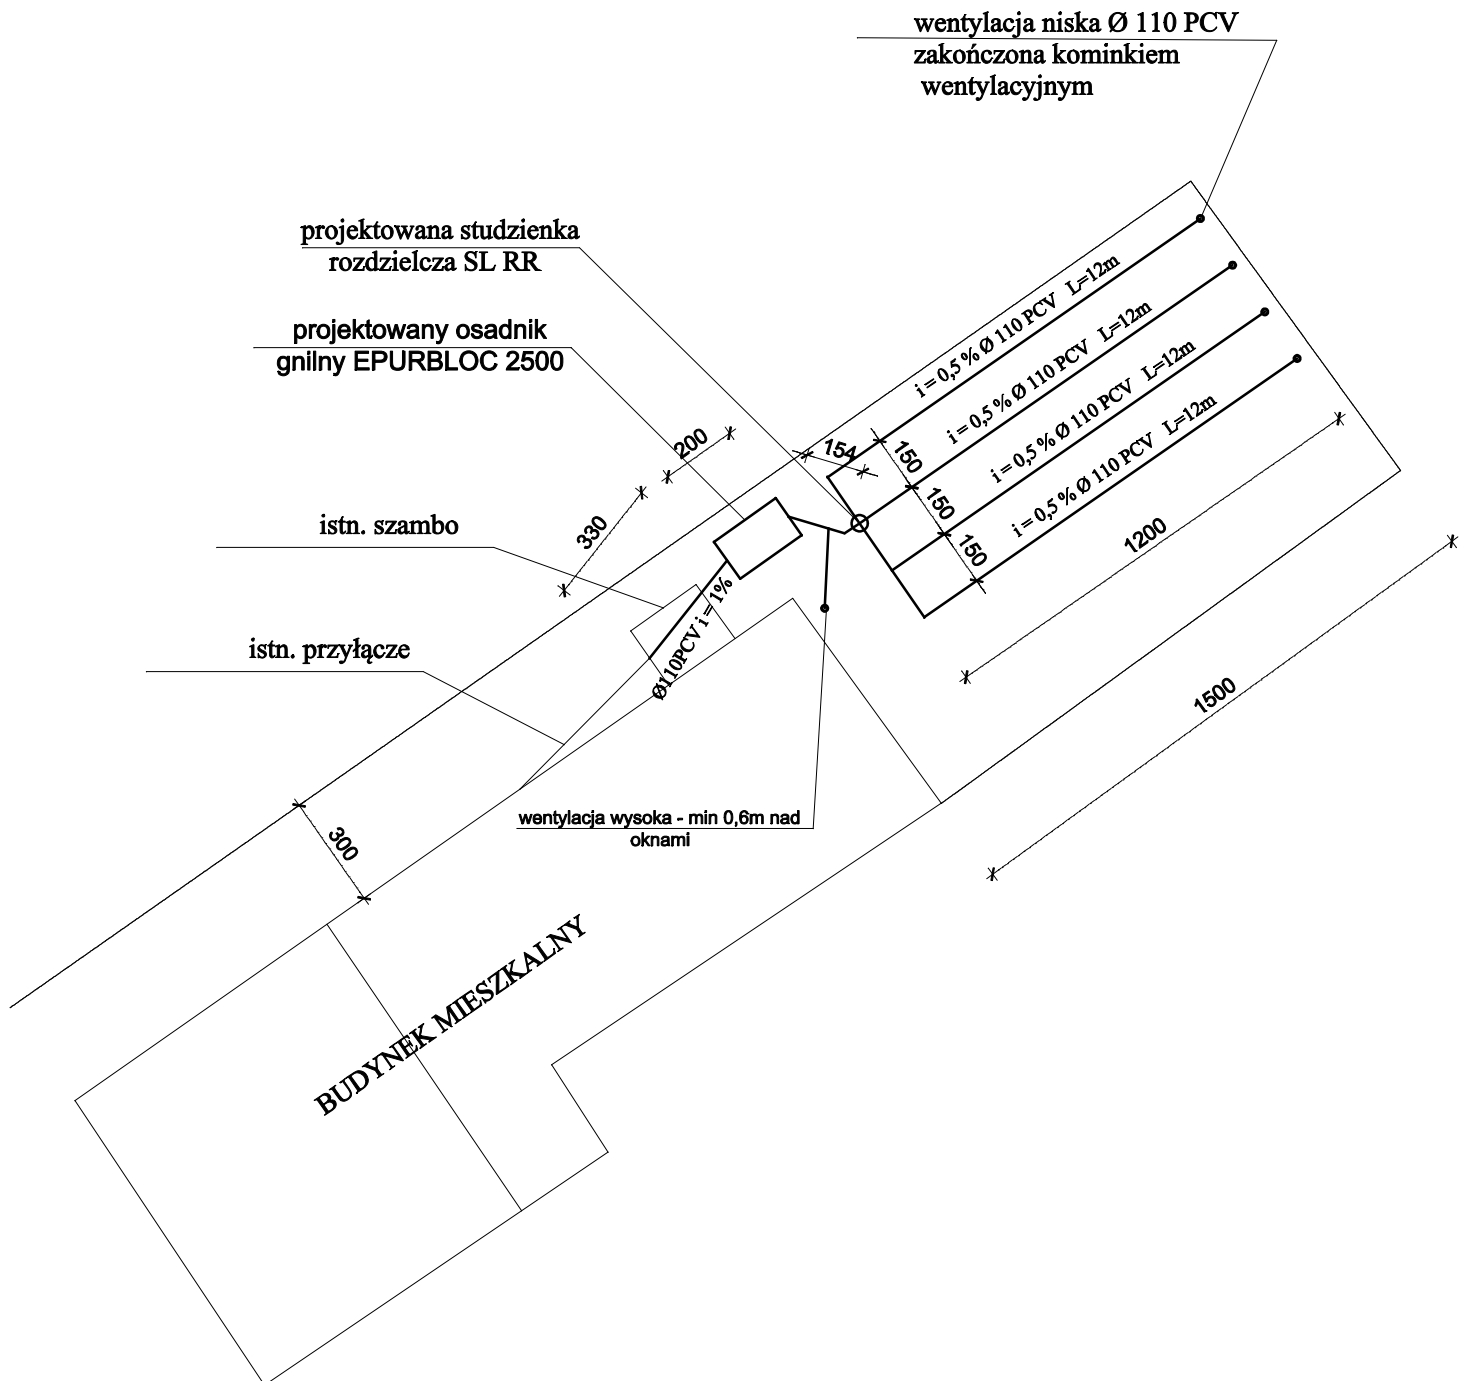 wentylacja niska Ø 110 PCV
zakończona kominkiem
wentylacyjnym
projektowana studzienka
rozdzielcza SL RR
projektowany osadnik
gnilny EPURBLOC 2500
i = 0,5 % Ø 110 PCV L=12m
i = 0,5 % Ø 110 PCV L=12m
i = 0,5 % Ø 110 PCV L=12m
i = 0,5 % Ø 110 PCV L=12m
200
154
150
150
150
330
istn. szambo
1200
1500
Ø110PCV i = 1%
istn. przyłącze
wentylacja wysoka - min 0,6m nad
oknami
300
BUDYNEK MIESZKALNY